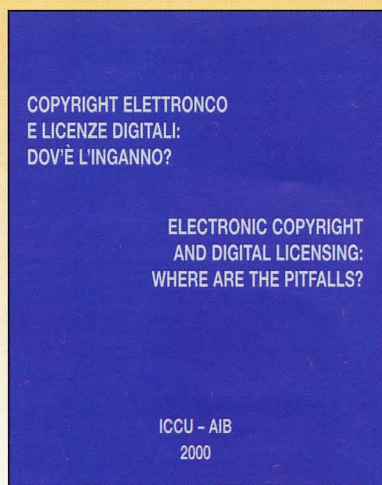 COPYRIGHT ELETTRONCO
E LICENZE DIGITALI:
DOV'È L'INGANNO?
ELECTRONIC COPYRIGHT
AND DIGITAL LICENSING:
WHERE ARE THE PITFALLS?
ICCU – AIB
2000